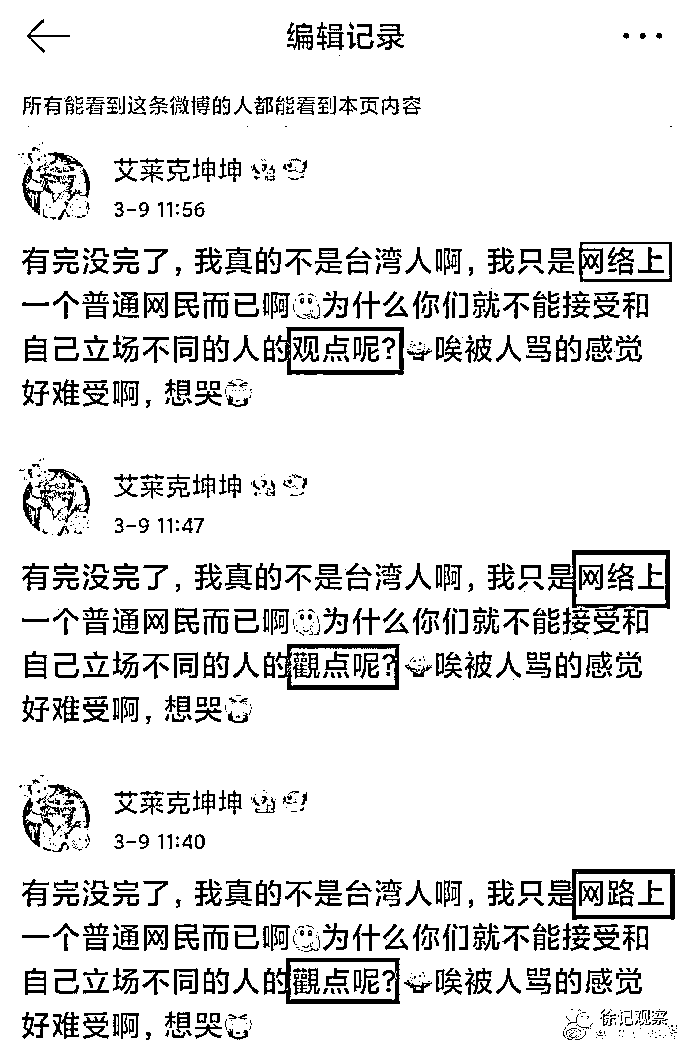 编辑记录
所有能看到这条微博的人都能看到本页内容
艾莱克坤坤
3-9 11:56
有完没完了，我真的不是台湾人啊，我只是网络上
一个普通网民而已啊为什么你们就不能接受和
自己立场不同的人的观点呢？唉被人骂的感觉
好难受啊，想哭
艾莱克坤坤
3-9 11:47
有完没完了，我真的不是台湾人啊，我只是网络上
一个普通网民而已啊为什么你们就不能接受和
自己立场不同的人的觀点呢？唉被人骂的感觉
好难受啊，想哭
艾莱克坤坤
3-9 11:40
有完没完了，我真的不是台湾人啊，我只是网路上
一个普通网民而已啊为什么你们就不能接受和
自己立场不同的人的觀点呢？唉被人骂的感觉
好难受啊，想哭
徐记观察